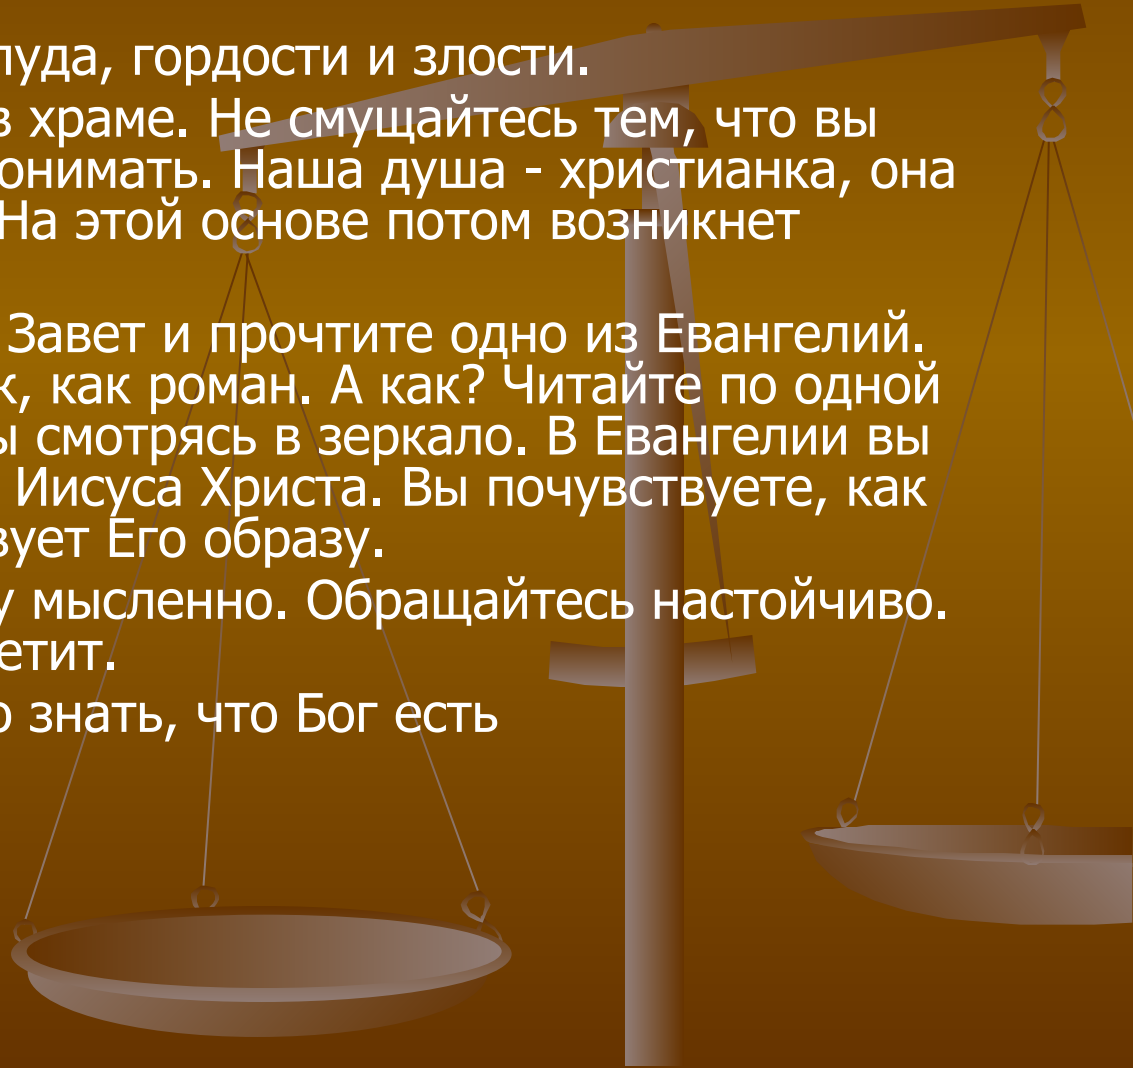 луда, гордости и злости.
в храме. Не смущайтесь тем, что вы
онимать. Наша душа - христианка, она
На этой основе потом возникнет
Завет и прочтите одно из Евангелий.
к, как роман. А как? Читайте по одной
ы смотрясь в зеркало. В Евангелии вы
Иисуса Христа. Вы почувствуете, как
вует Его образу.
у мысленно. Обращайтесь настойчиво.
етит.
о знать, что Бог есть